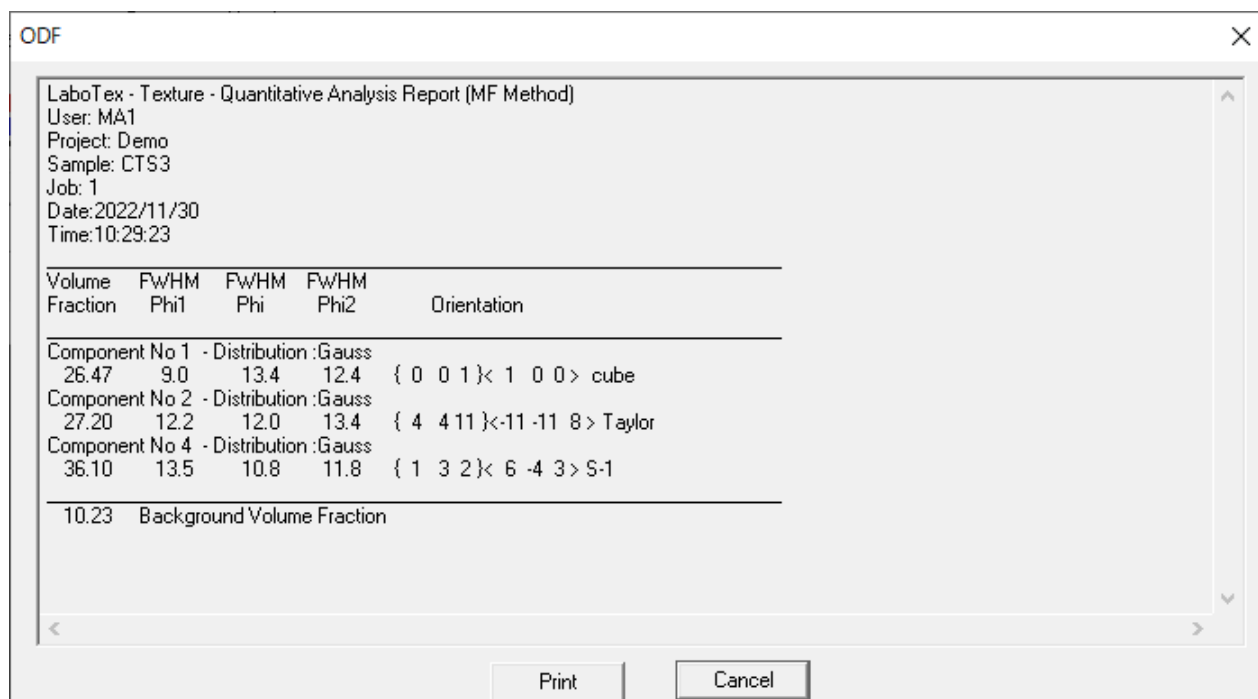 ODF
LaboTex - Texture - Quantitative Analysis Report (MF Method)
User: MA1
Project: Demo
Sample: CTS3
Job: 1
Date:2022/11/30
Time:10:29:23
Volume FWHM FWHM FWHM
Fraction Phi1 Phi Phi2 Orientation
Component No 1 - Distribution :Gauss
26.47 9.0 13.4 12.4 { 0 0 1 }< 1 0 0 > cube
Component No 2 - Distribution :Gauss
27.20 12.2 12.0 13.4 { 4 4 11 }<-11 -11 8 > Taylor
Component No 4 - Distribution :Gauss
36.10 13.5 10.8 11.8 { 1 3 2 }< 6 -4 3 > S-1
10.23 Background Volume Fraction
Print Cancel